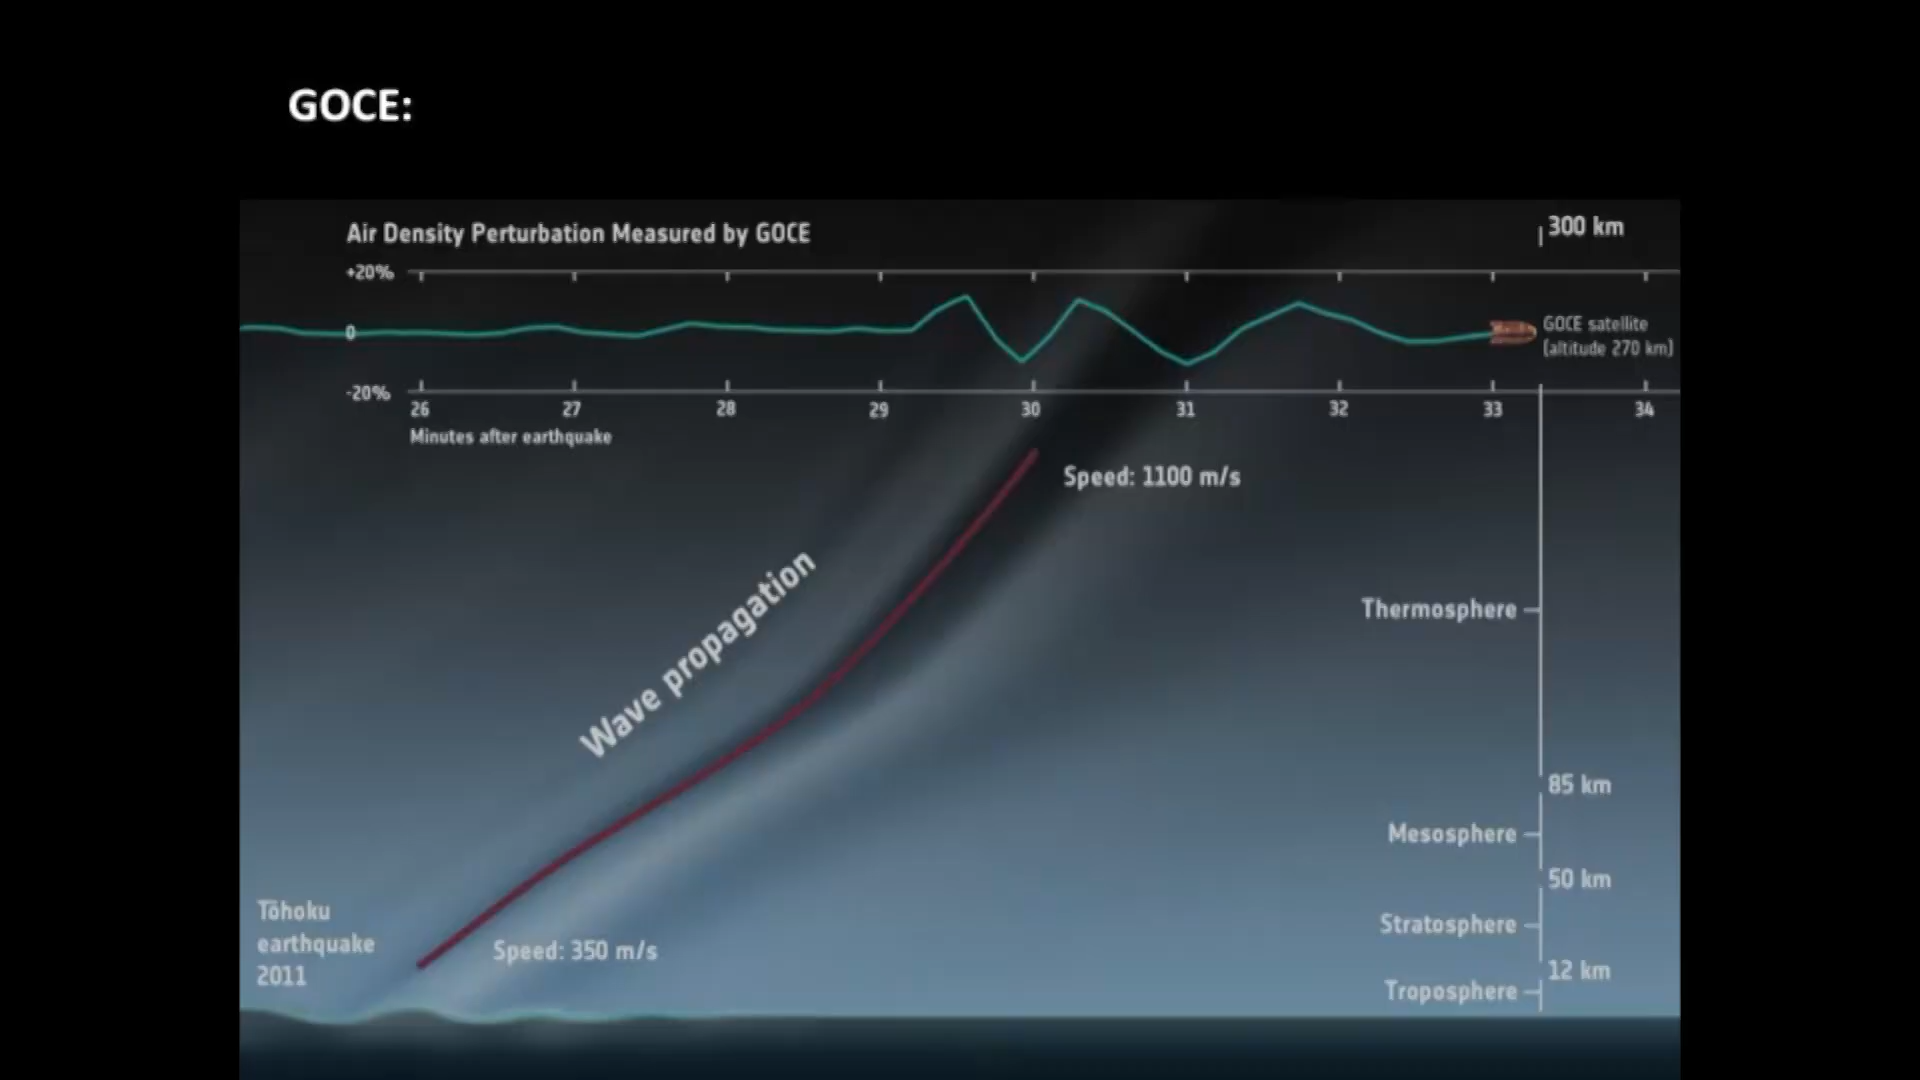 GOCE:
Air Density Perturbation Measured by GOCE
300 km
+20%
0
GOCE satellite
(altitude 270 km)
-20%
26 27 28 29 30 31 32 33 34
Minutes after earthquake
Speed: 1100 m/s
Wave propagation
Thermosphere
85 km
Mesosphere
50 km
Stratosphere
12 km
Troposphere
Tōhoku
earthquake
2011
Speed: 350 m/s